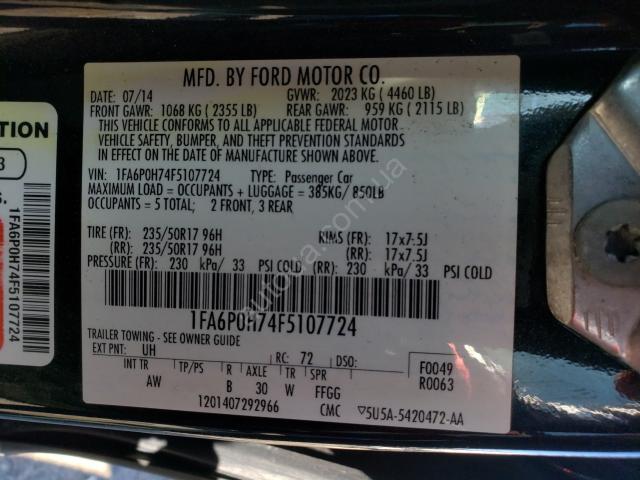 MFD. BY FORD MOTOR CO.
DATE: 07/14 GVWR: 2023 KG ( 4460 LB)
FRONT GAWR: 1068 KG ( 2355 LB) REAR GAWR: 959 KG ( 2115 LB)
THIS VEHICLE CONFORMS TO ALL APPLICABLE FEDERAL MOTOR
VEHICLE SAFETY, BUMPER, AND THEFT PREVENTION STANDARDS
IN EFFECT ON THE DATE OF MANUFACTURE SHOWN ABOVE.
VIN: 1FA6P0H74F5107724 TYPE: Passenger Car
MAXIMUM LOAD = OCCUPANTS + LUGGAGE = 385KG/ 850LB
OCCUPANTS = 5 TOTAL; 2 FRONT, 3 REAR
TIRE (FR): 235/50R17 96H RIMS (FR): 17x7.5J
(RR): 235/50R17 96H (RR): 17x7.5J
PRESSURE (FR): 230 kPa/ 33 PSI COLD (RR): 230 kPa/ 33 PSI COLD
1FA6P0H74F5107724
TRAILER TOWING - SEE OWNER GUIDE
EXT PNT: UH RC: 72 DSO: F0049
INT TR TP/PS R AXLE TR SPR R0063
AW B 30 W FFGG
1201407292966 CMC 5U5A-5420472-AA
TION
3
S.
1FA6P0H74F5107724
autocar.com.ua